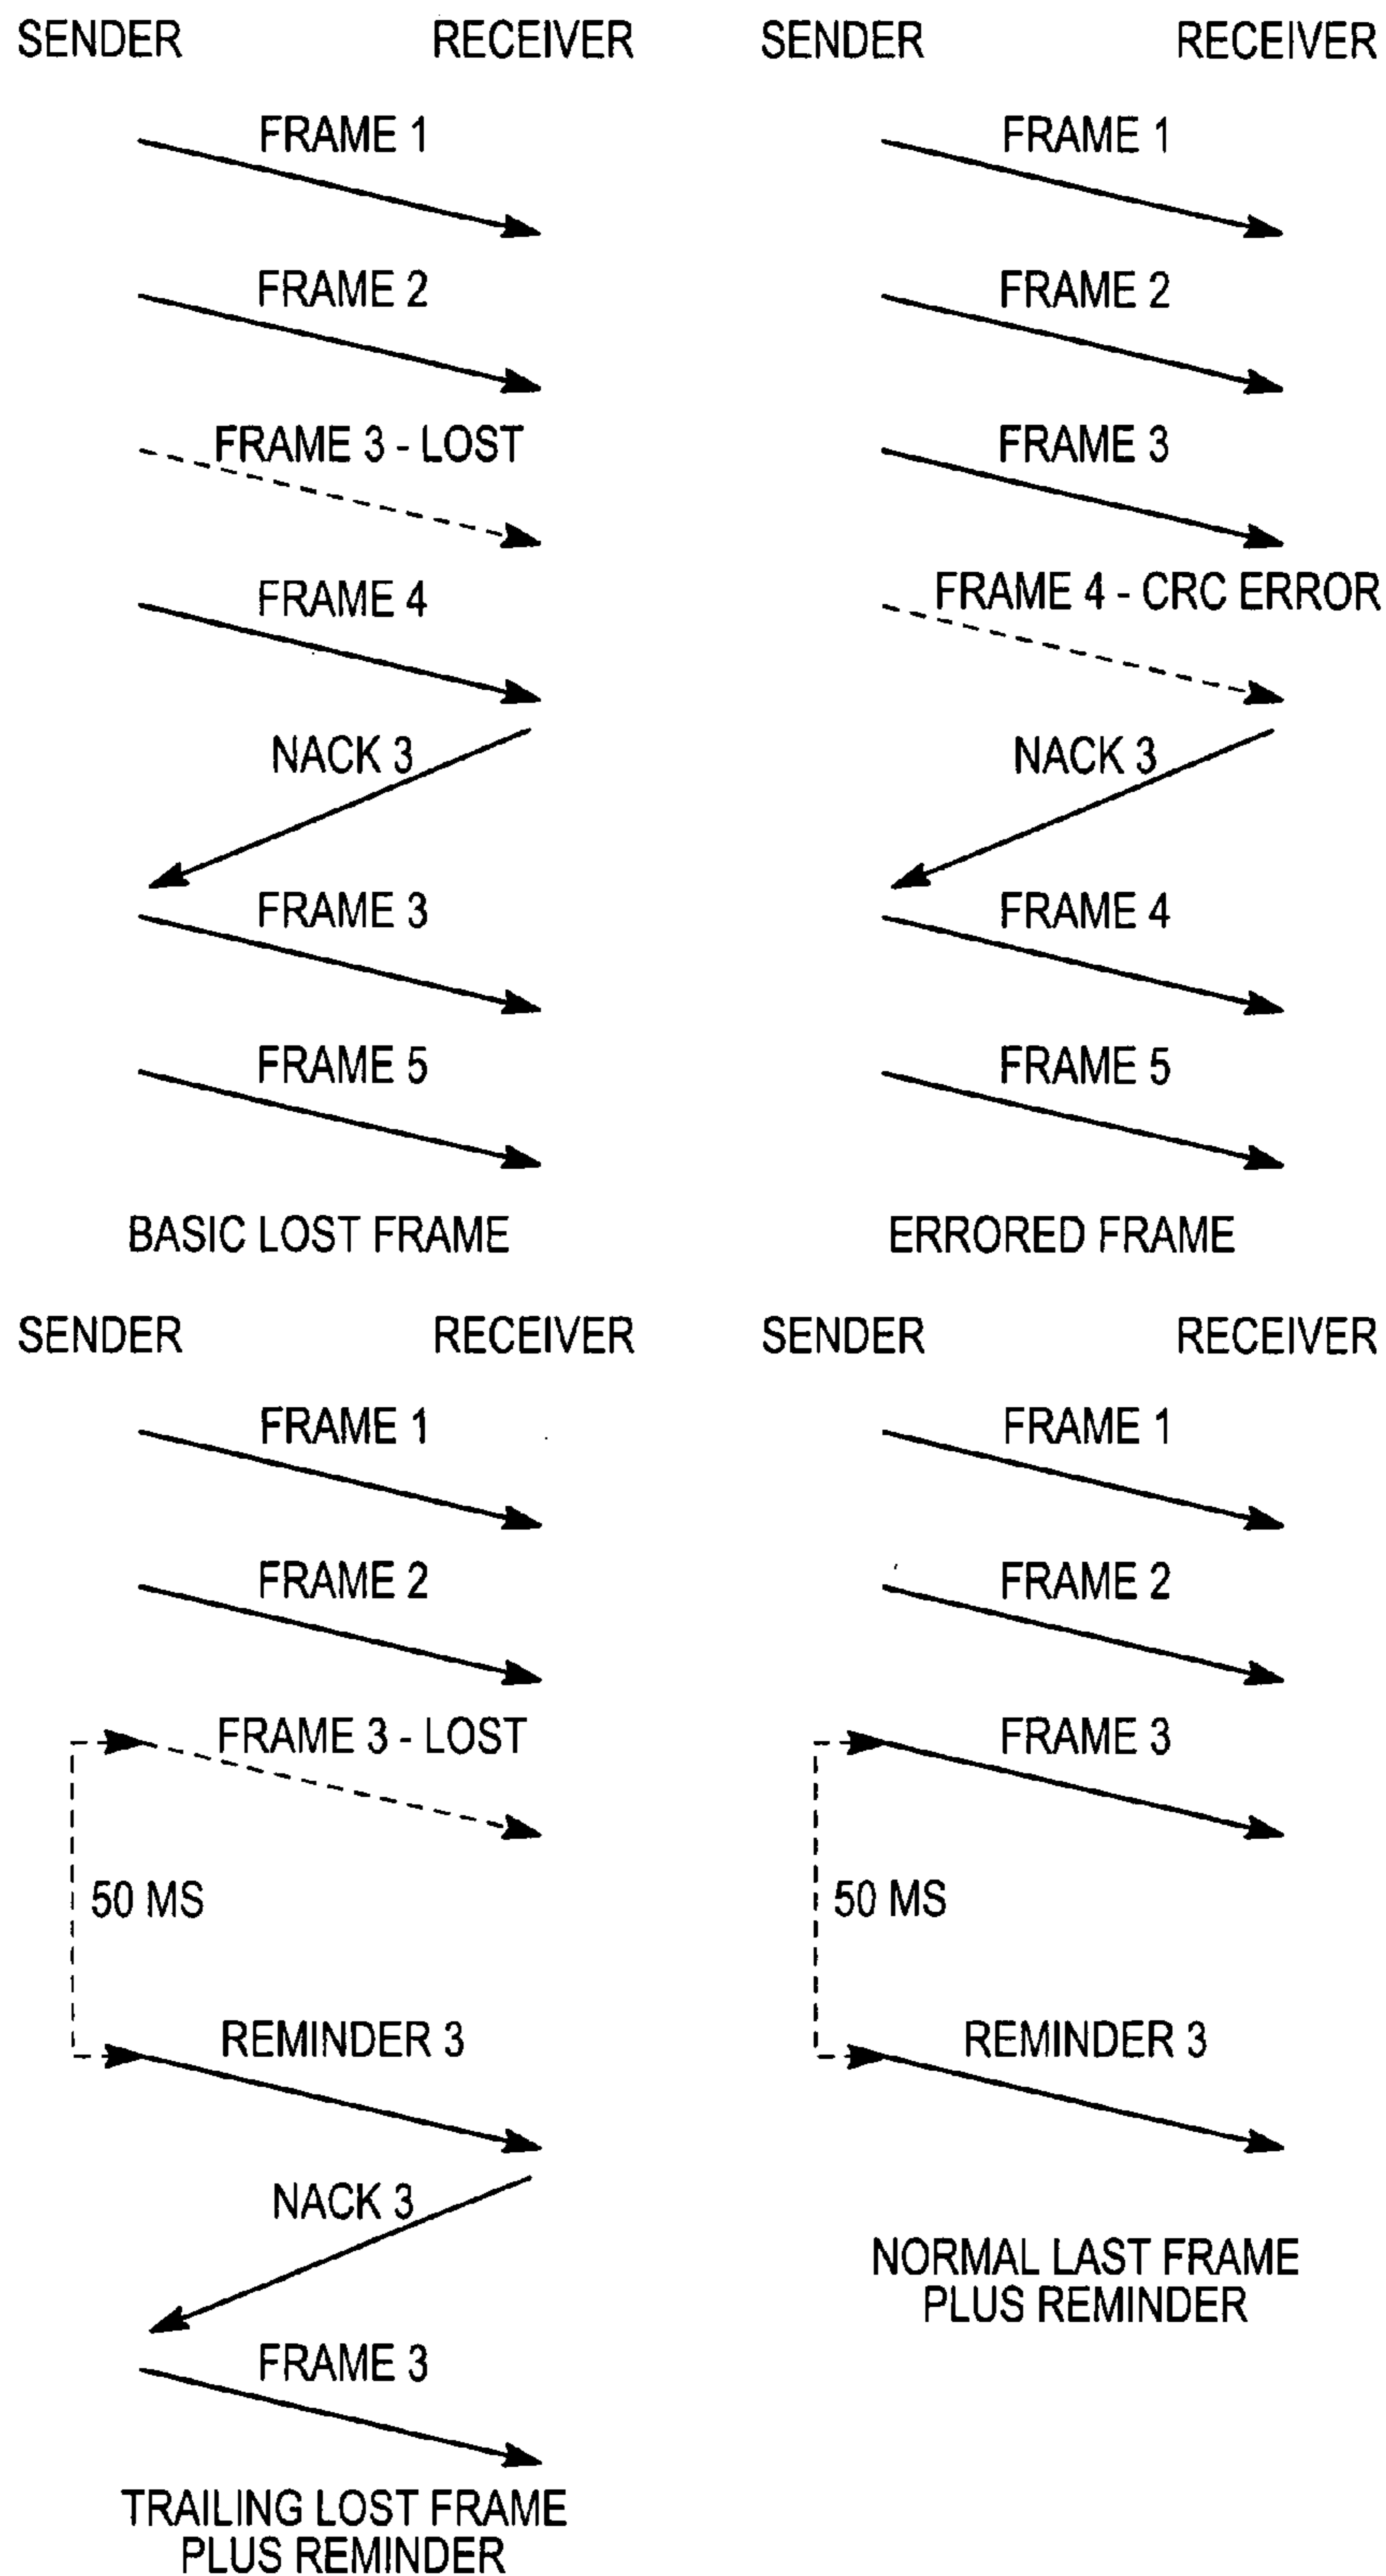 SENDER RECEIVER
FRAME 1
FRAME 2
FRAME 3 - LOST
FRAME 4
NACK 3
FRAME 3
FRAME 5
BASIC LOST FRAME
SENDER RECEIVER
FRAME 1
FRAME 2
FRAME 3
FRAME 4 - CRC ERROR
NACK 3
FRAME 4
FRAME 5
ERRORED FRAME
SENDER RECEIVER
FRAME 1
FRAME 2
FRAME 3 - LOST
50 MS
REMINDER 3
NACK 3
FRAME 3
TRAILING LOST FRAME
PLUS REMINDER
SENDER RECEIVER
FRAME 1
FRAME 2
FRAME 3
50 MS
REMINDER 3
NORMAL LAST FRAME
PLUS REMINDER